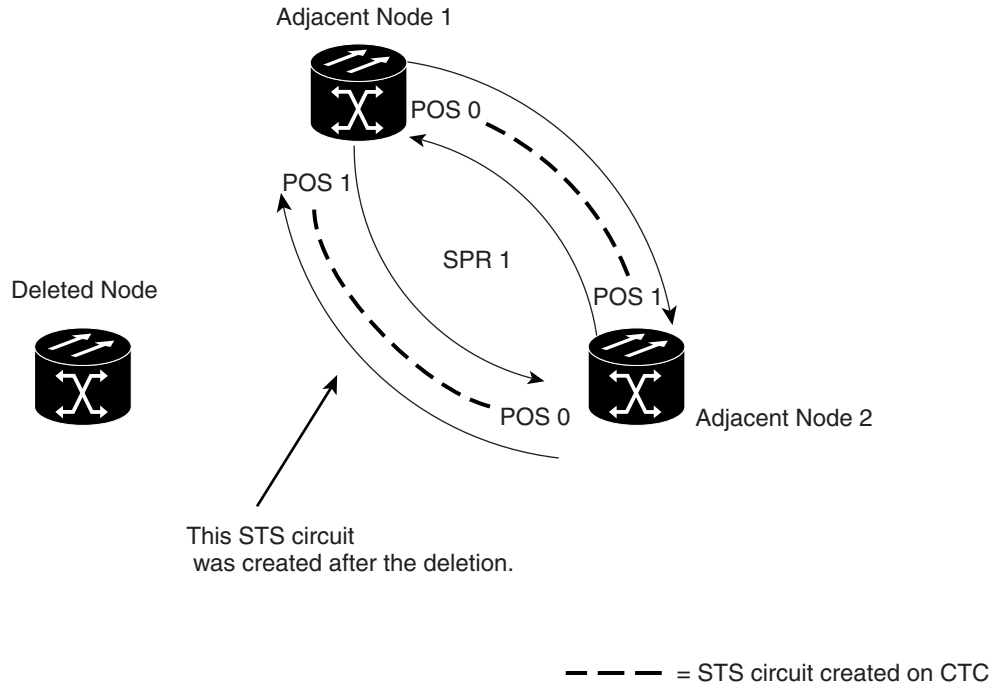 Adjacent Node 1
POS 0
POS 1
SPR 1
Deleted Node
POS 1
POS 0
Adjacent Node 2
This STS circuit
was created after the deletion.
= STS circuit created on CTC